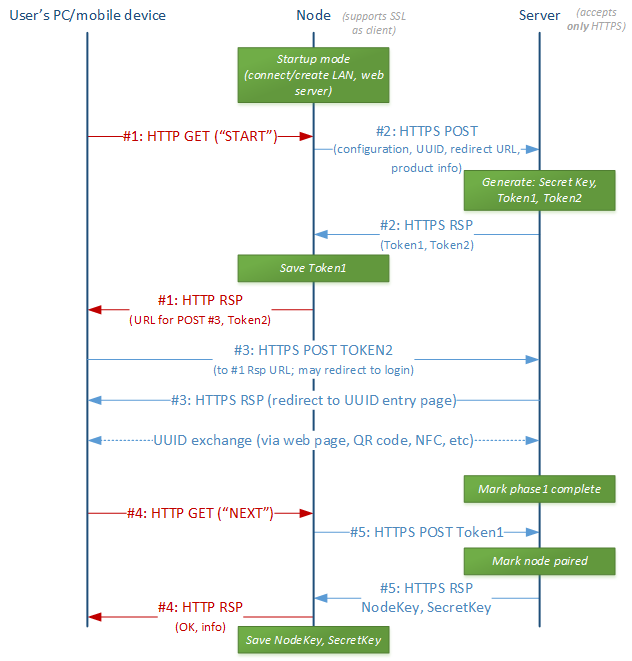 User's PC/mobile device
Node
(supports SSL
as client)
Server
(accepts
only HTTPS)
Startup mode
(connect/create LAN, web
server)
#1: HTTP GET (“START”)
#2: HTTPS POST
(configuration, UUID, redirect URL,
product info)
Generate: Secret Key,
Token1, Token2
#2: HTTPS RSP
(Token1, Token2)
Save Token1
#1: HTTP RSP
(URL for POST #3, Token2)
#3: HTTPS POST TOKEN2
(to #1 Rsp URL; may redirect to login)
#3: HTTPS RSP (redirect to UUID entry page)
UUID exchange (via web page, QR code, NFC, etc)
Mark phase1 complete
#4: HTTP GET (“NEXT”)
#5: HTTPS POST Token1
Mark node paired
#5: HTTPS RSP
NodeKey, SecretKey
#4: HTTP RSP
(OK, info)
Save NodeKey, SecretKey